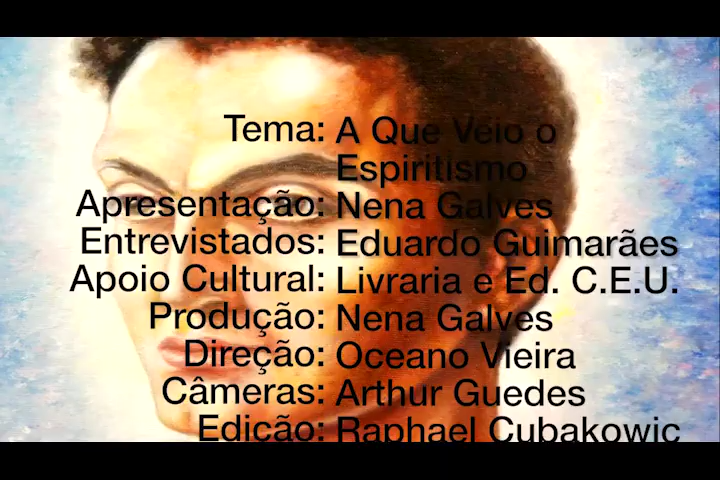 Tema: A Que Veio o
Espiritismo
Apresentação: Nena Galves
Entrevistados: Eduardo Guimarães
Apoio Cultural: Livraria e Ed. C.E.U.
Produção: Nena Galves
Direção: Oceano Vieira
Câmeras: Arthur Guedes
Edição: Raphael Cubakowic